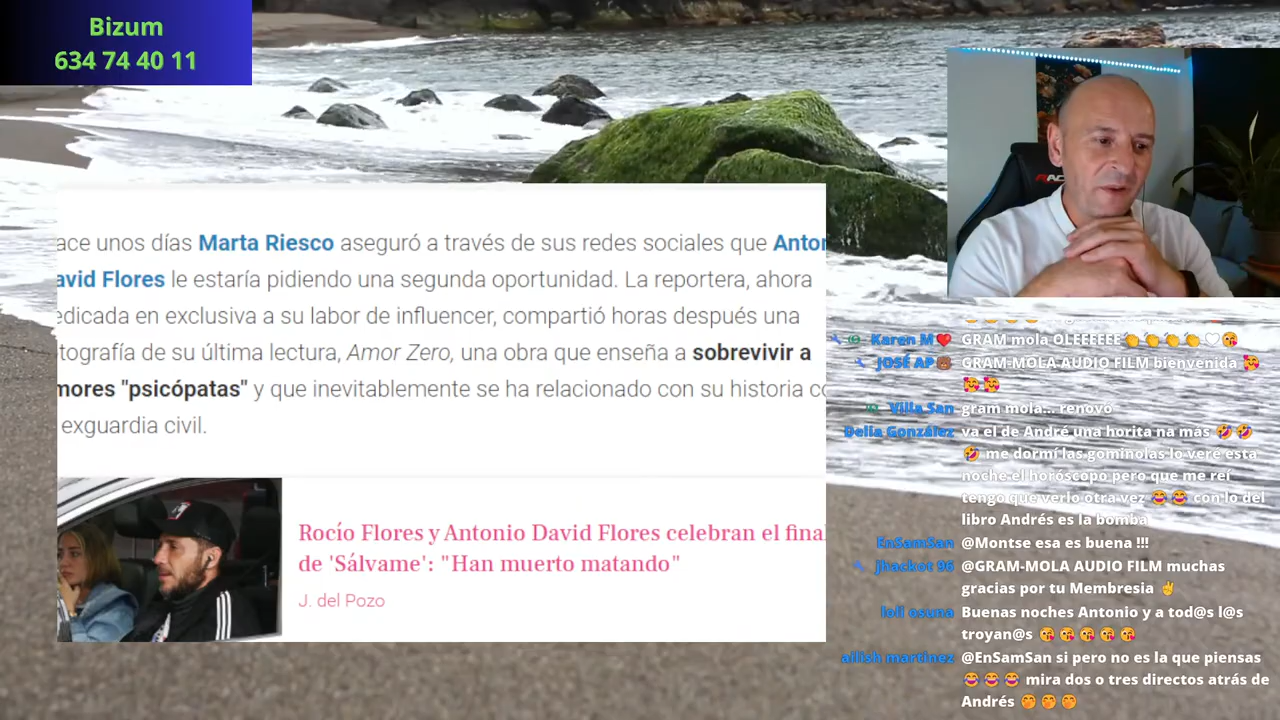 Bizum
634 74 40 11
ace unos días Marta Riesco aseguró a través de sus redes sociales que Anton
avid Flores le estaría pidiendo una segunda oportunidad. La reportera, ahora
edicada en exclusiva a su labor de influencer, compartió horas después una
tografía de su última lectura, Amor Zero, una obra que enseña a sobrevivir a
mores "psicópatas" y que inevitablemente se ha relacionado con su historia co
exguardia civil.
Rocío Flores y Antonio David Flores celebran el final
de 'Sálvame': "Han muerto matando"
J. del Pozo
Karen M❤️ GRAM mola OLEEEEEE👏👏👏👏🤍😘
JOSÉ AP🐻 GRAM-MOLA AUDIO FILM bienvenida 🥰
🥰🥰
Villa San gram mola... renovó
Delia González va el de André una horita na más 🤣🤣
🤣 me dormí las gominolas lo veré esta
noche el horóscopo pero que me reí
tengo que verlo otra vez 😂😂 con lo del
libro Andrés es la bomba
EnSamSan @Montse esa es buena !!!
Jhackot 96 @GRAM-MOLA AUDIO FILM muchas
gracias por tu Membresia ✌️
loli osuna Buenas noches Antonio y a tod@s l@s
troyan@s 😘😘😘😘😘
ailish martinez @EnSamSan si pero no es la que piensas
😂😂😂 mira dos o tres directos atrás de
Andrés 🤭🤭🤭